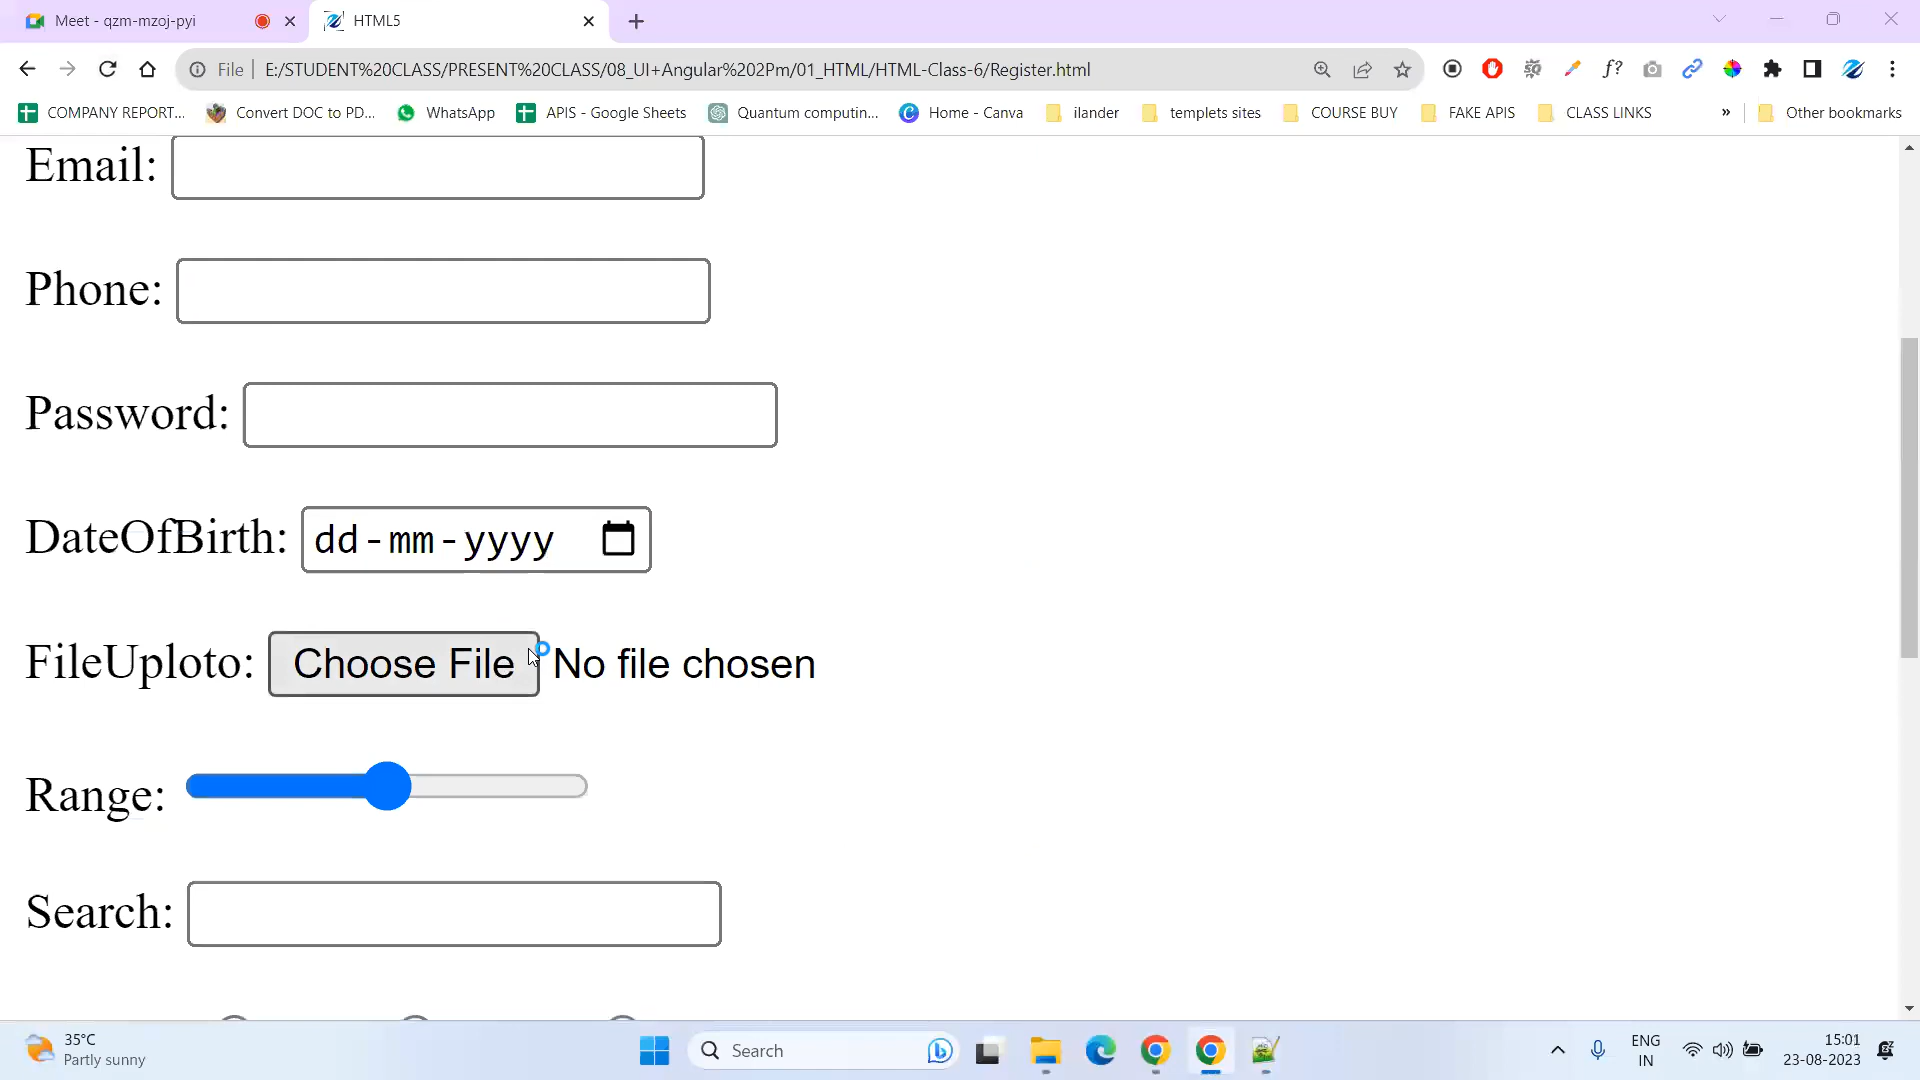 Meet - qzm-mzoj-pyi
HTML5
File | E:/STUDENT%20CLASS/PRESENT%20CLASS/08_UI+Angular%202Pm/01_HTML/HTML-Class-6/Register.html
f?
COMPANY REPORT... Convert DOC to PD... WhatsApp APIS - Google Sheets Quantum computin... Home - Canva ilander templets sites COURSE BUY FAKE APIS CLASS LINKS » Other bookmarks
Email:
Phone:
Password:
DateOfBirth: dd-mm-yyyy
FileUploto: Choose File No file chosen
Range:
Search:
35°C
Partly sunny
Search
ENG
IN
15:01
23-08-2023